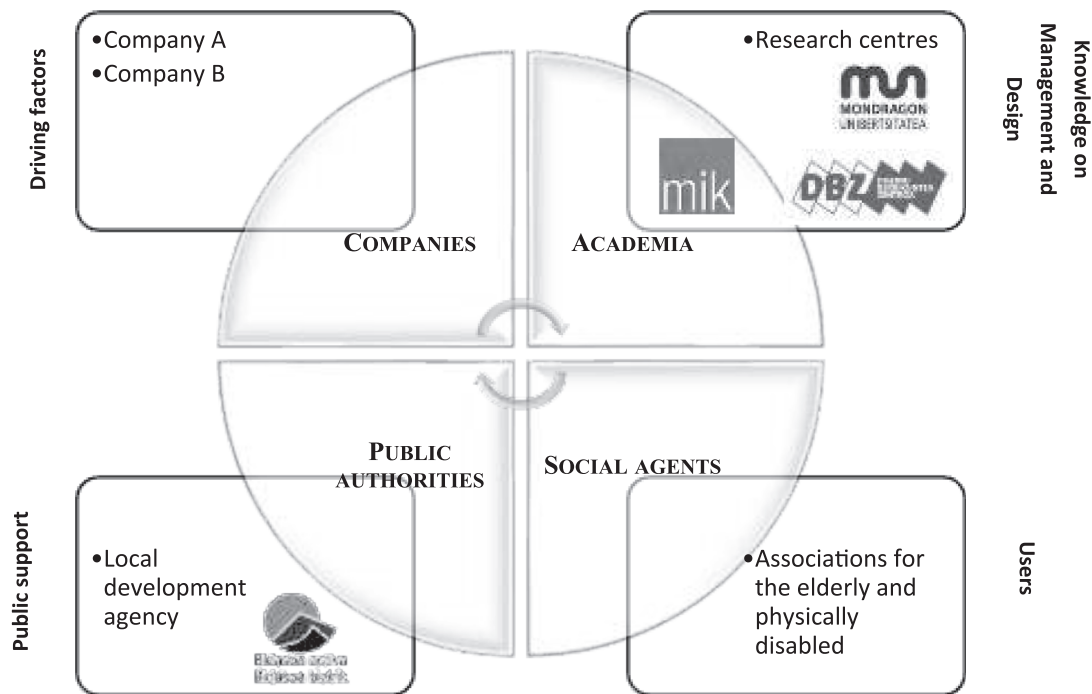 Driving factors
•Company A
•Company B
COMPANIES
•Research centres
MONDRAGON
UNIBERTSITATEA
mik
DBZ
ACADEMIA
Knowledge on
Management and
Design
Public support
PUBLIC
AUTHORITIES
•Local
development
agency
SOCIAL AGENTS
•Associations for
the elderly and
physically
disabled
Users